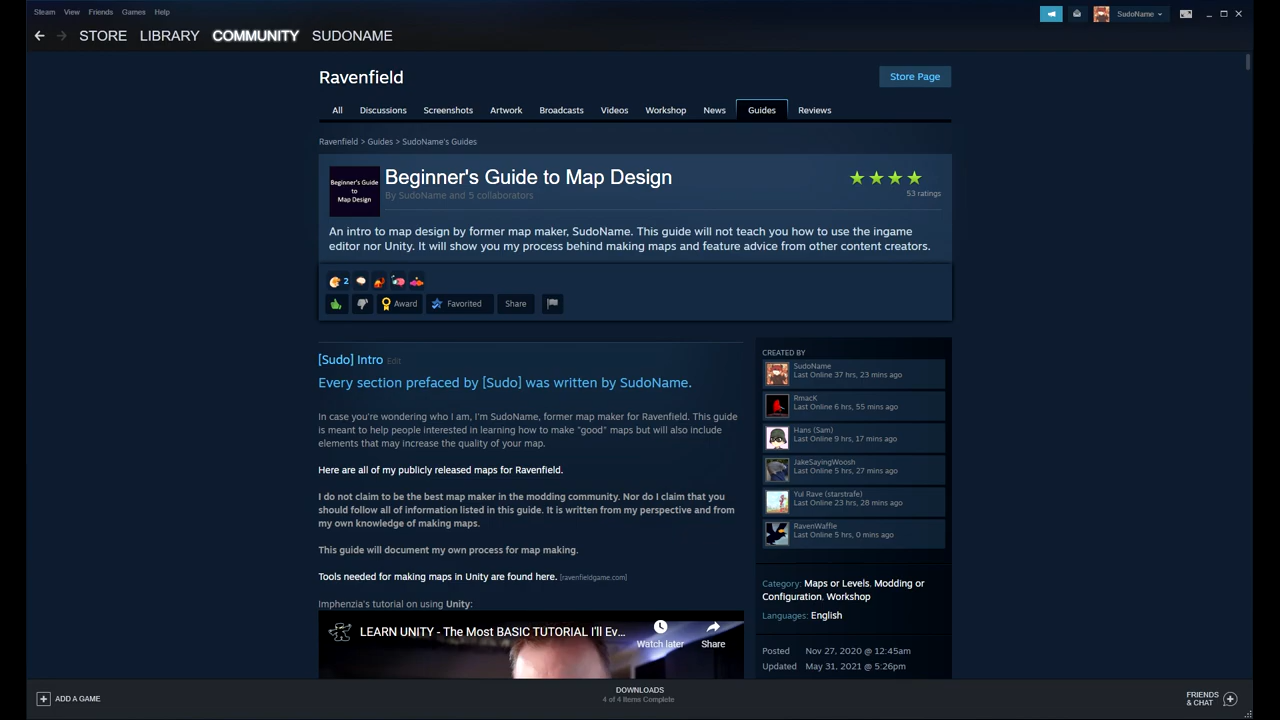 Steam View Friends Games Help
SudoName
STORE LIBRARY COMMUNITY SUDONAME
Ravenfield
Store Page
All Discussions Screenshots Artwork Broadcasts Videos Workshop News Guides Reviews
Ravenfield > Guides > SudoName's Guides
Beginner's Guide
to
Map Design
Beginner's Guide to Map Design
By SudoName and 5 collaborators
53 ratings
An intro to map design by former map maker, SudoName. This guide will not teach you how to use the ingame
editor nor Unity. It will show you my process behind making maps and feature advice from other content creators.
2
Award Favorited Share
[Sudo] Intro Edit
Every section prefaced by [Sudo] was written by SudoName.
In case you're wondering who I am, I'm SudoName, former map maker for Ravenfield. This guide
is meant to help people interested in learning how to make "good" maps but will also include
elements that may increase the quality of your map.
Here are all of my publicly released maps for Ravenfield.
I do not claim to be the best map maker in the modding community. Nor do I claim that you
should follow all of information listed in this guide. It is written from my perspective and from
my own knowledge of making maps.
This guide will document my own process for map making.
Tools needed for making maps in Unity are found here. [ravenfieldgame.com]
Imphenzia's tutorial on using Unity:
LEARN UNITY - The Most BASIC TUTORIAL I'll Ev...
Watch later
Share
CREATED BY
SudoName
Last Online 37 hrs, 23 mins ago
RmacK
Last Online 6 hrs, 55 mins ago
Hans (Sam)
Last Online 9 hrs, 17 mins ago
JakeSayingWoosh
Last Online 5 hrs, 27 mins ago
Yul Rave (starstrafe)
Last Online 23 hrs, 28 mins ago
RavenWaffle
Last Online 5 hrs, 0 mins ago
Category: Maps or Levels, Modding or
Configuration, Workshop
Languages: English
Posted Nov 27, 2020 @ 12:45am
Updated May 31, 2021 @ 5:26pm
ADD A GAME
DOWNLOADS
4 of 4 Items Complete
FRIENDS
& CHAT